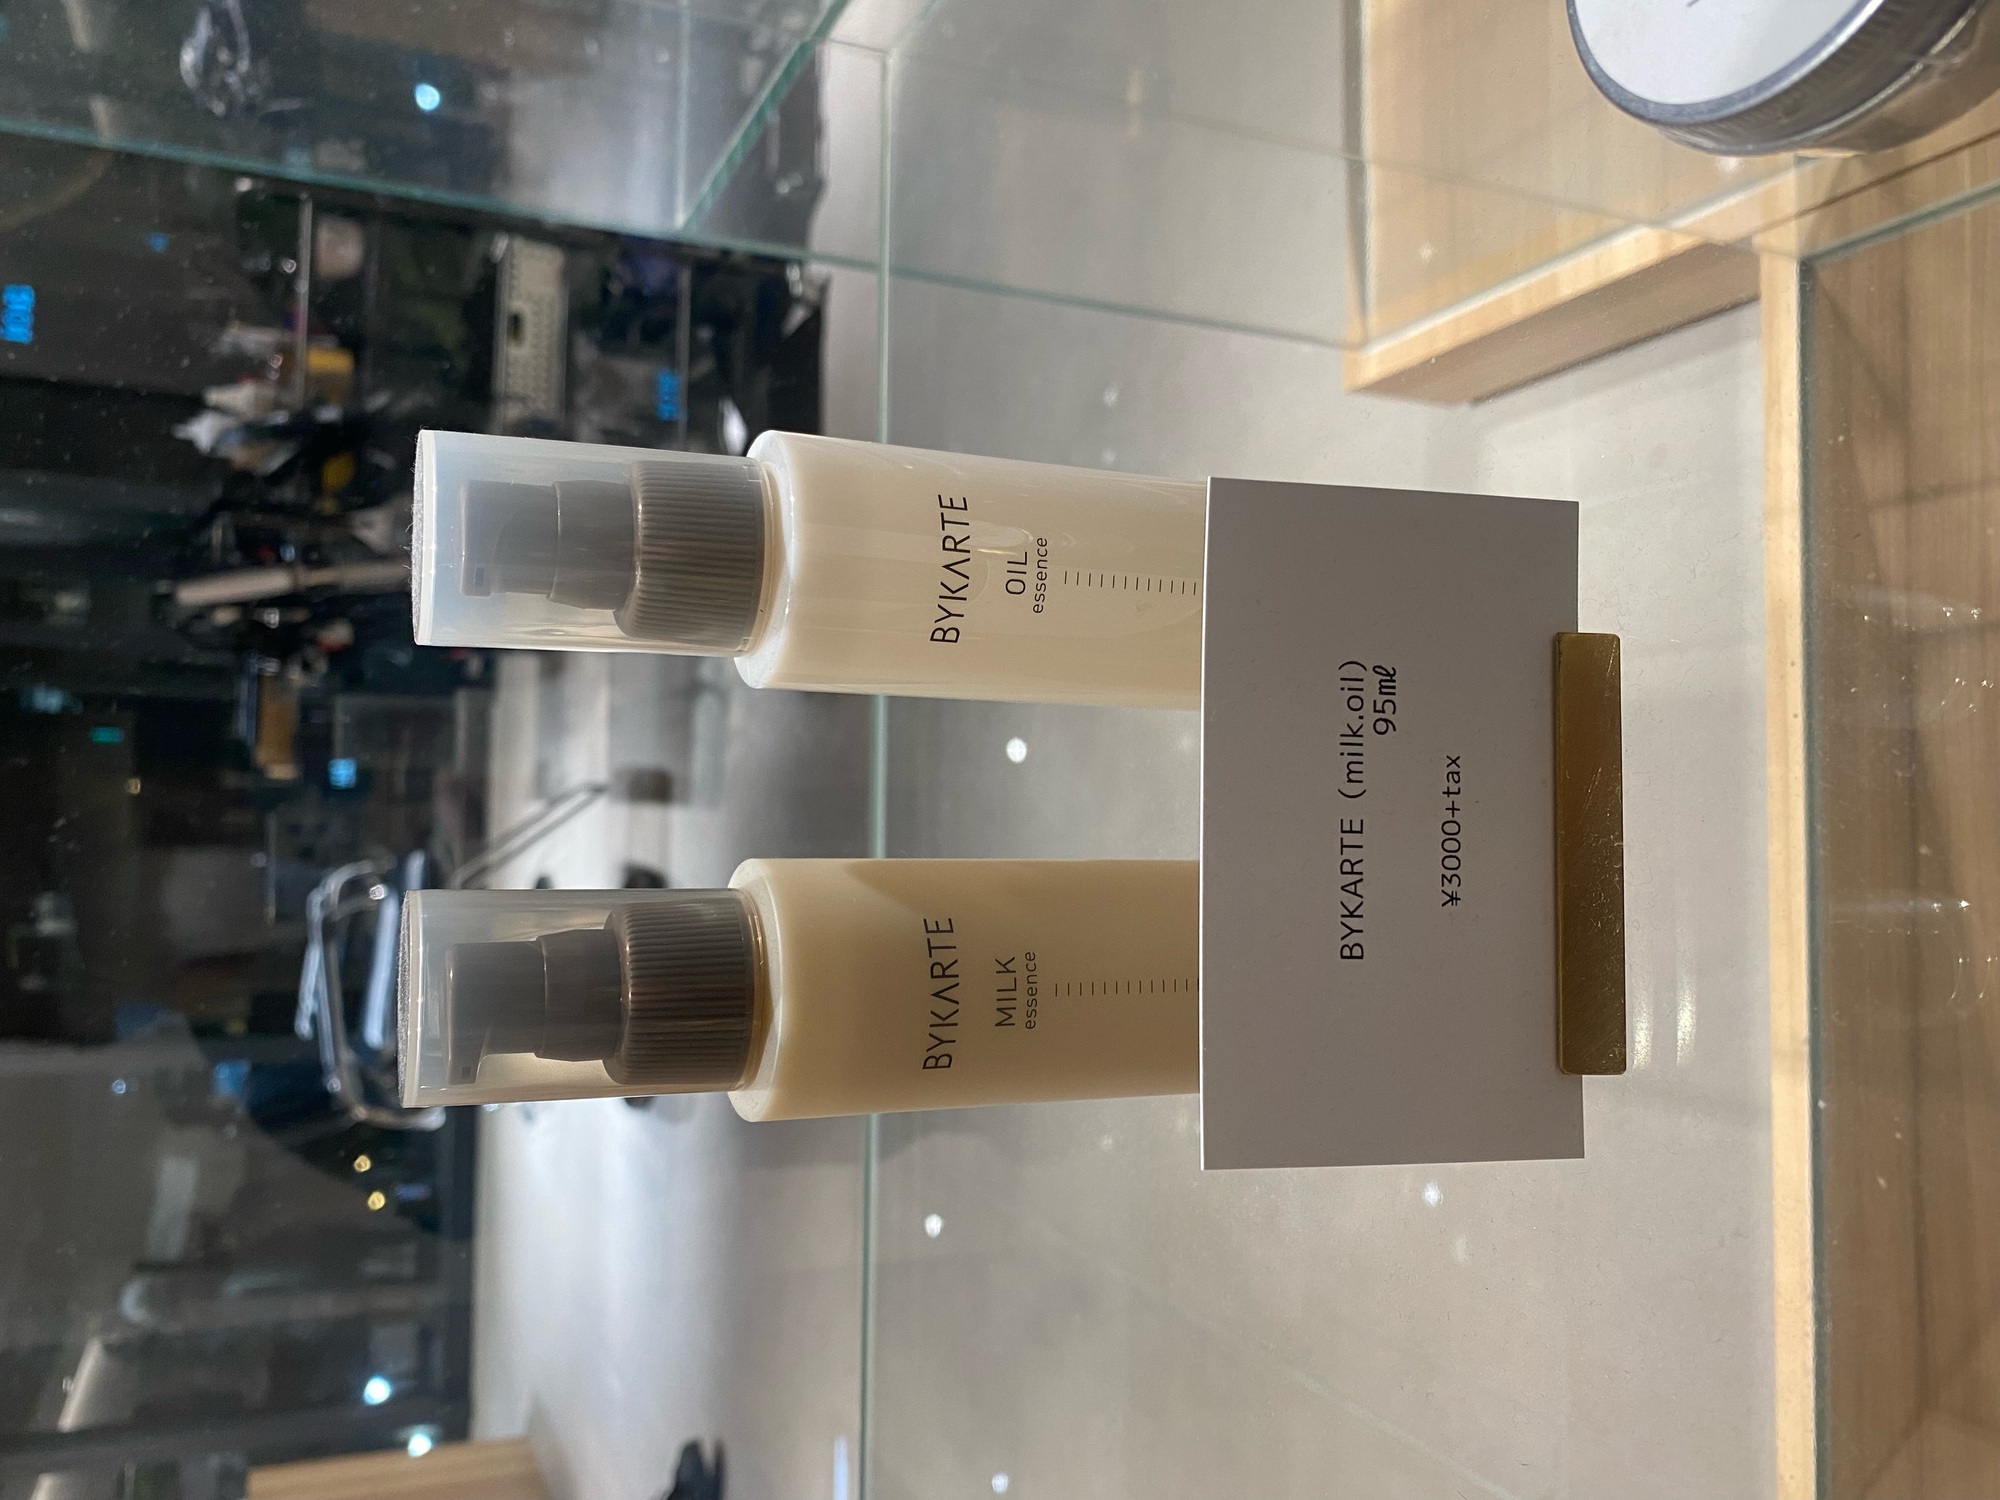 BYKARTE
MILK
essence
BYKARTE
OIL
essence
BYKARTE (milk.oil)
95㎖
¥3000+tax